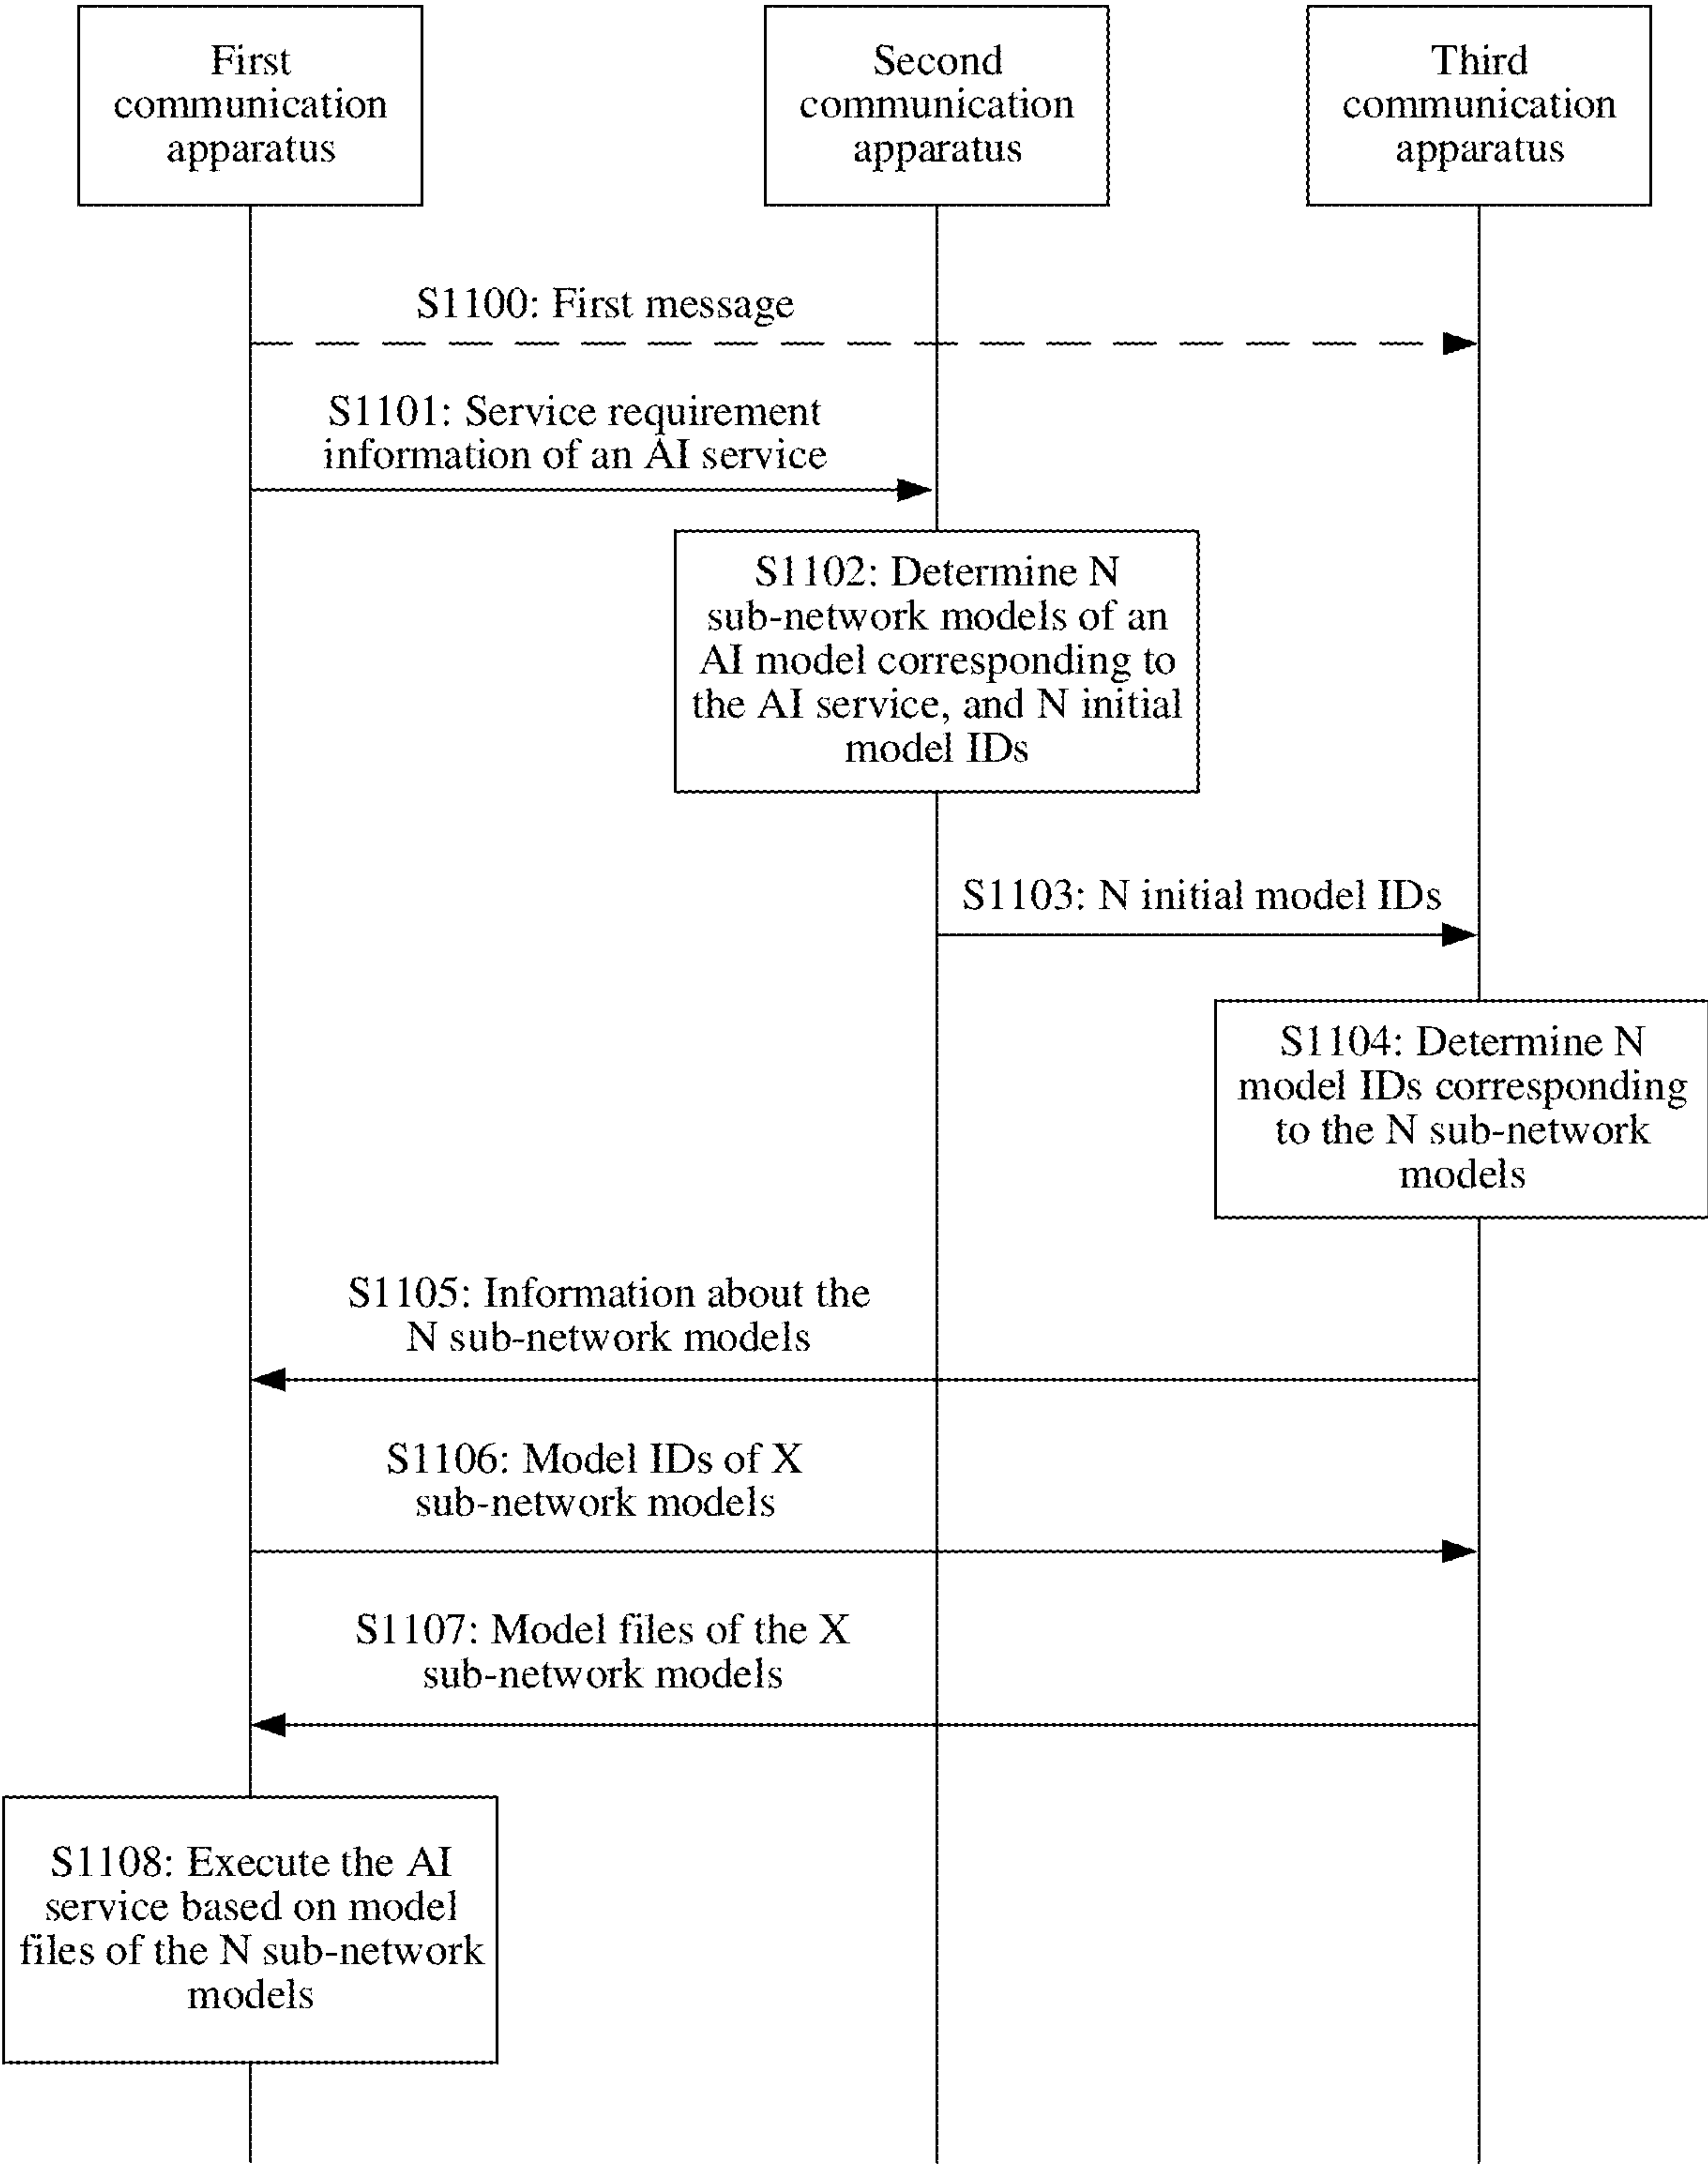 First
communication
apparatus
Second
communication
apparatus
Third
communication
apparatus
S1100: First message
S1101: Service requirement
information of an AI service
S1102: Determine N
sub-network models of an
AI model corresponding to
the AI service, and N initial
model IDs
S1103: N initial model IDs
S1104: Determine N
model IDs corresponding
to the N sub-network
models
S1105: Information about the
N sub-network models
S1106: Model IDs of X
sub-network models
S1107: Model files of the X
sub-network models
S1108: Execute the AI
service based on model
files of the N sub-network
models